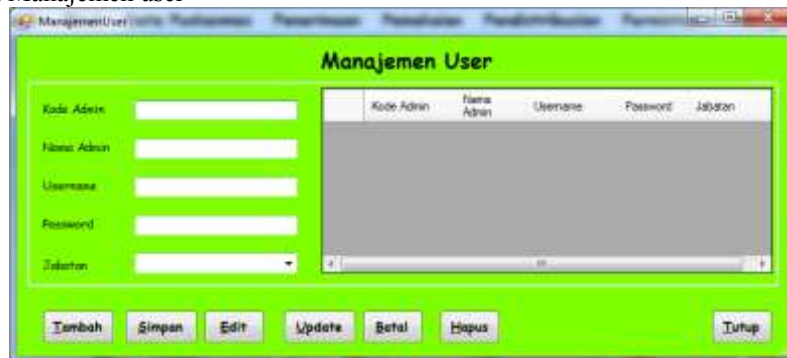 Manajemen user
ManajemenUser
Manajemen User
Kode Admin
Nama Admin
Username
Password
Jabatan
Kode Admin Nama Admin Username Password Jabatan
Tambah Simpan Edit Update Batal Hapus Tutup